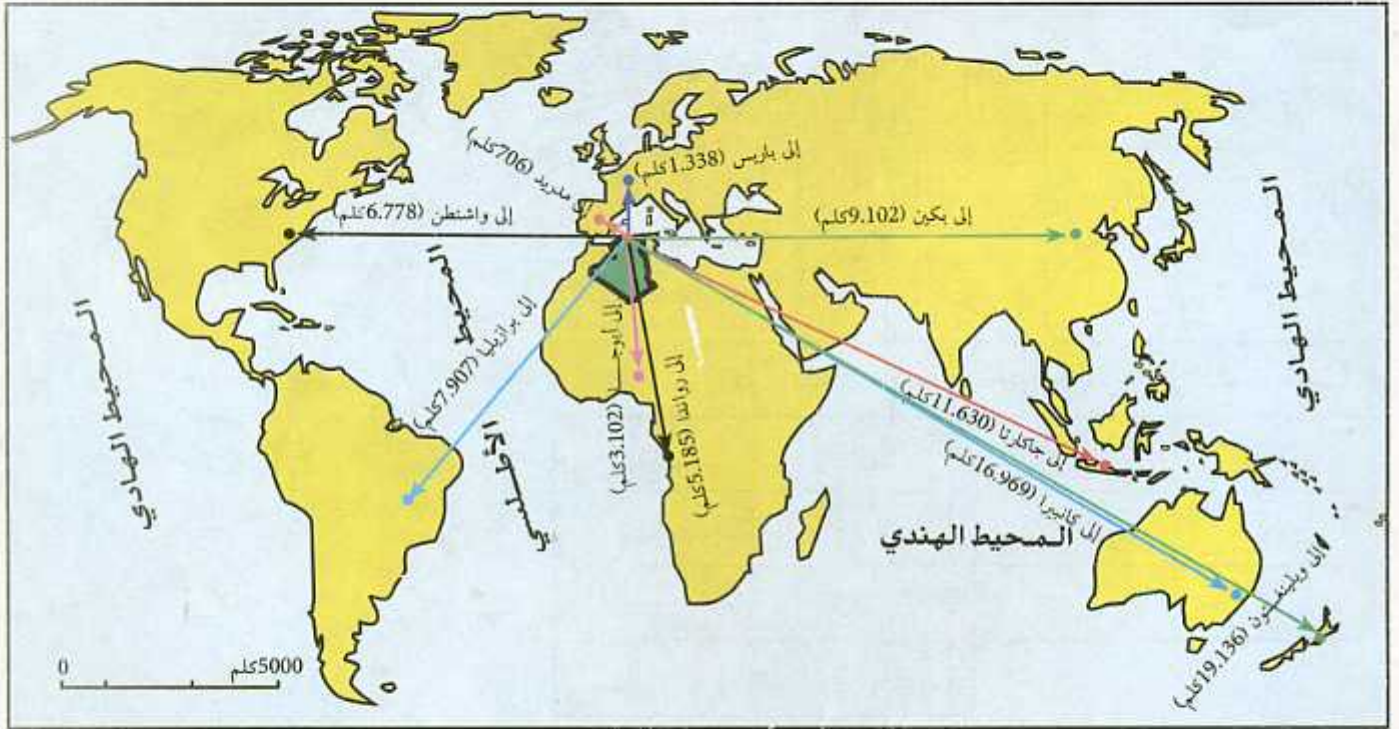 إلى باريس (1.338كلم)
إلى مدريد (706كلم)
إلى واشنطن (6.778كلم)
إلى بكين (9.102كلم)
المحيط الهادي
المحيط
الأطلسي
المحيط الهادي
إلى برازيليا (7.907كلم)
إلى أبوجـ
(3.102كلم)
إلى رواندا (5.185كلم)
إلى جاكارتا (11.630كلم)
إلى كانبيرا (16.969كلم)
المحيط الهندي
إلى ويلينغتون (19.136كلم)
0
5000كلم